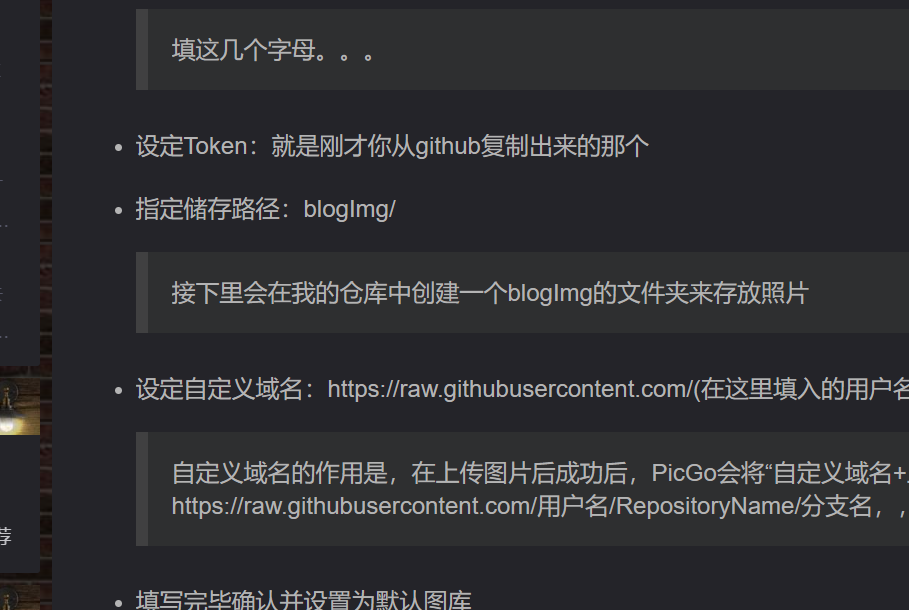 填这几个字母。。。
设定Token：就是刚才你从github复制出来的那个
指定储存路径：blogImg/
接下里会在我的仓库中创建一个blogImg的文件夹来存放照片
设定自定义域名：https://raw.githubusercontent.com/(在这里填入的用户名
自定义域名的作用是，在上传图片后成功后，PicGo会将“自定义域名+
https://raw.githubusercontent.com/用户名/RepositoryName/分支名，,
荐
填写完毕确认并设置为默认图库